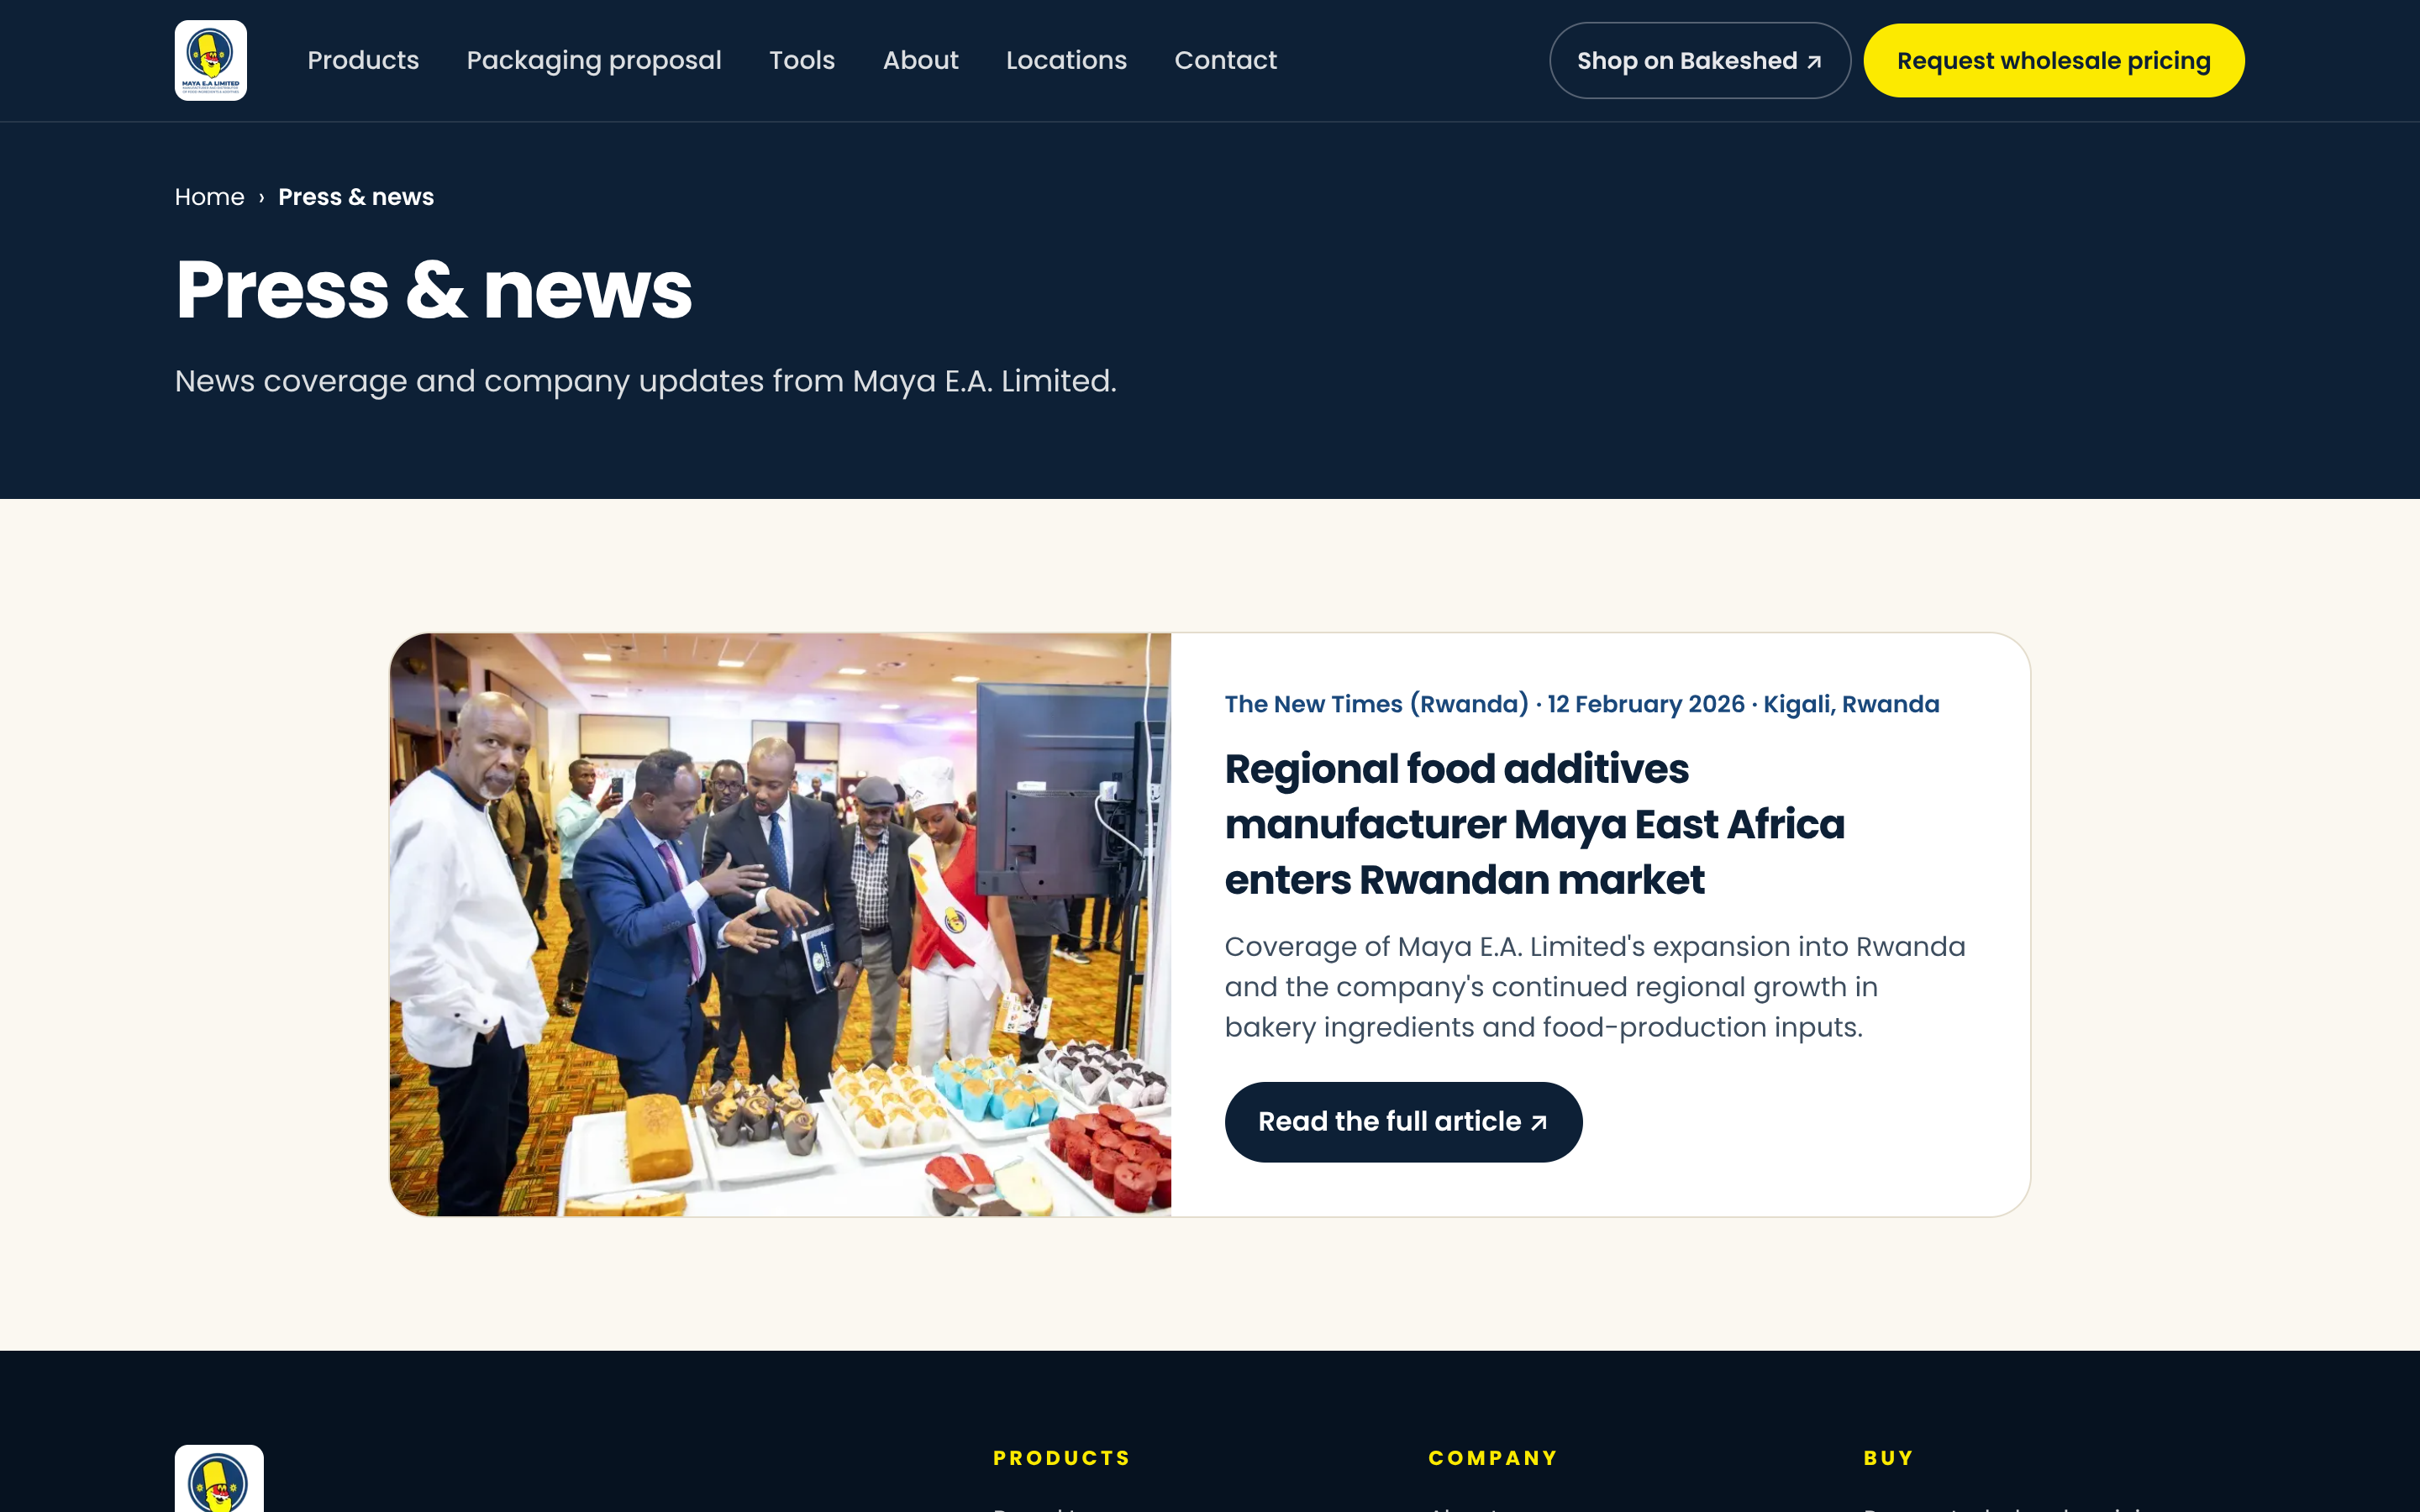 MAYA E.A LIMITED
Products
Packaging proposal
Tools
About
Locations
Contact
Shop on Bakeshed ↗
Request wholesale pricing
Home › Press & news
Press & news
News coverage and company updates from Maya E.A. Limited.
The New Times (Rwanda) · 12 February 2026 · Kigali, Rwanda
Regional food additives
manufacturer Maya East Africa
enters Rwandan market
Coverage of Maya E.A. Limited's expansion into Rwanda
and the company's continued regional growth in
bakery ingredients and food-production inputs.
Read the full article ↗
PRODUCTS
COMPANY
BUY